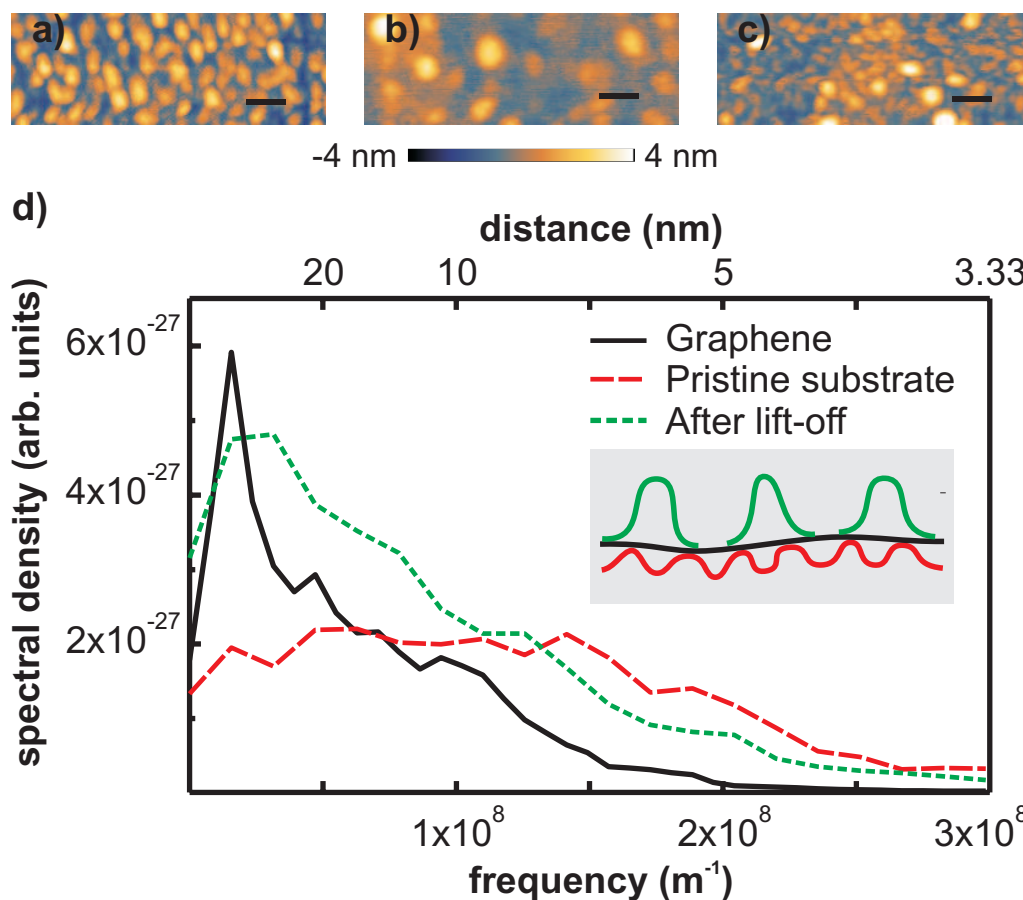 a)
b)
c)
-4 nm
4 nm
d)
distance (nm)
20
10
5
3.33
spectral density (arb. units)
6x10⁻²⁷
4x10⁻²⁷
2x10⁻²⁷
Graphene
Pristine substrate
After lift-off
1x10⁸
2x10⁸
3x10⁸
frequency (m⁻¹)